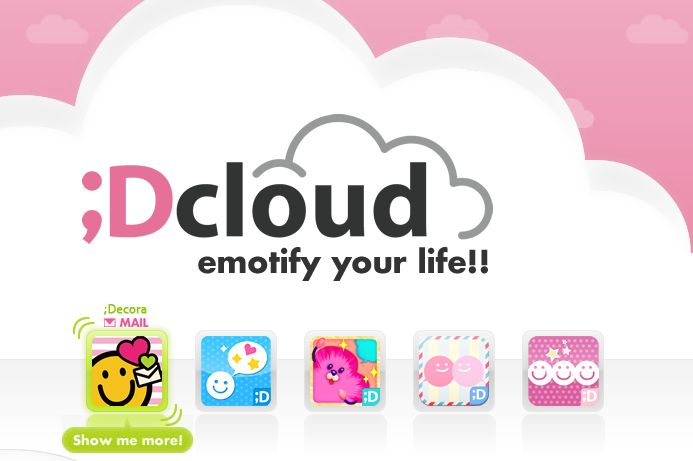 ;Dcloud
emotify your life!!
;Decora
MAIL
Show me more!
;D
;D
;D
;D